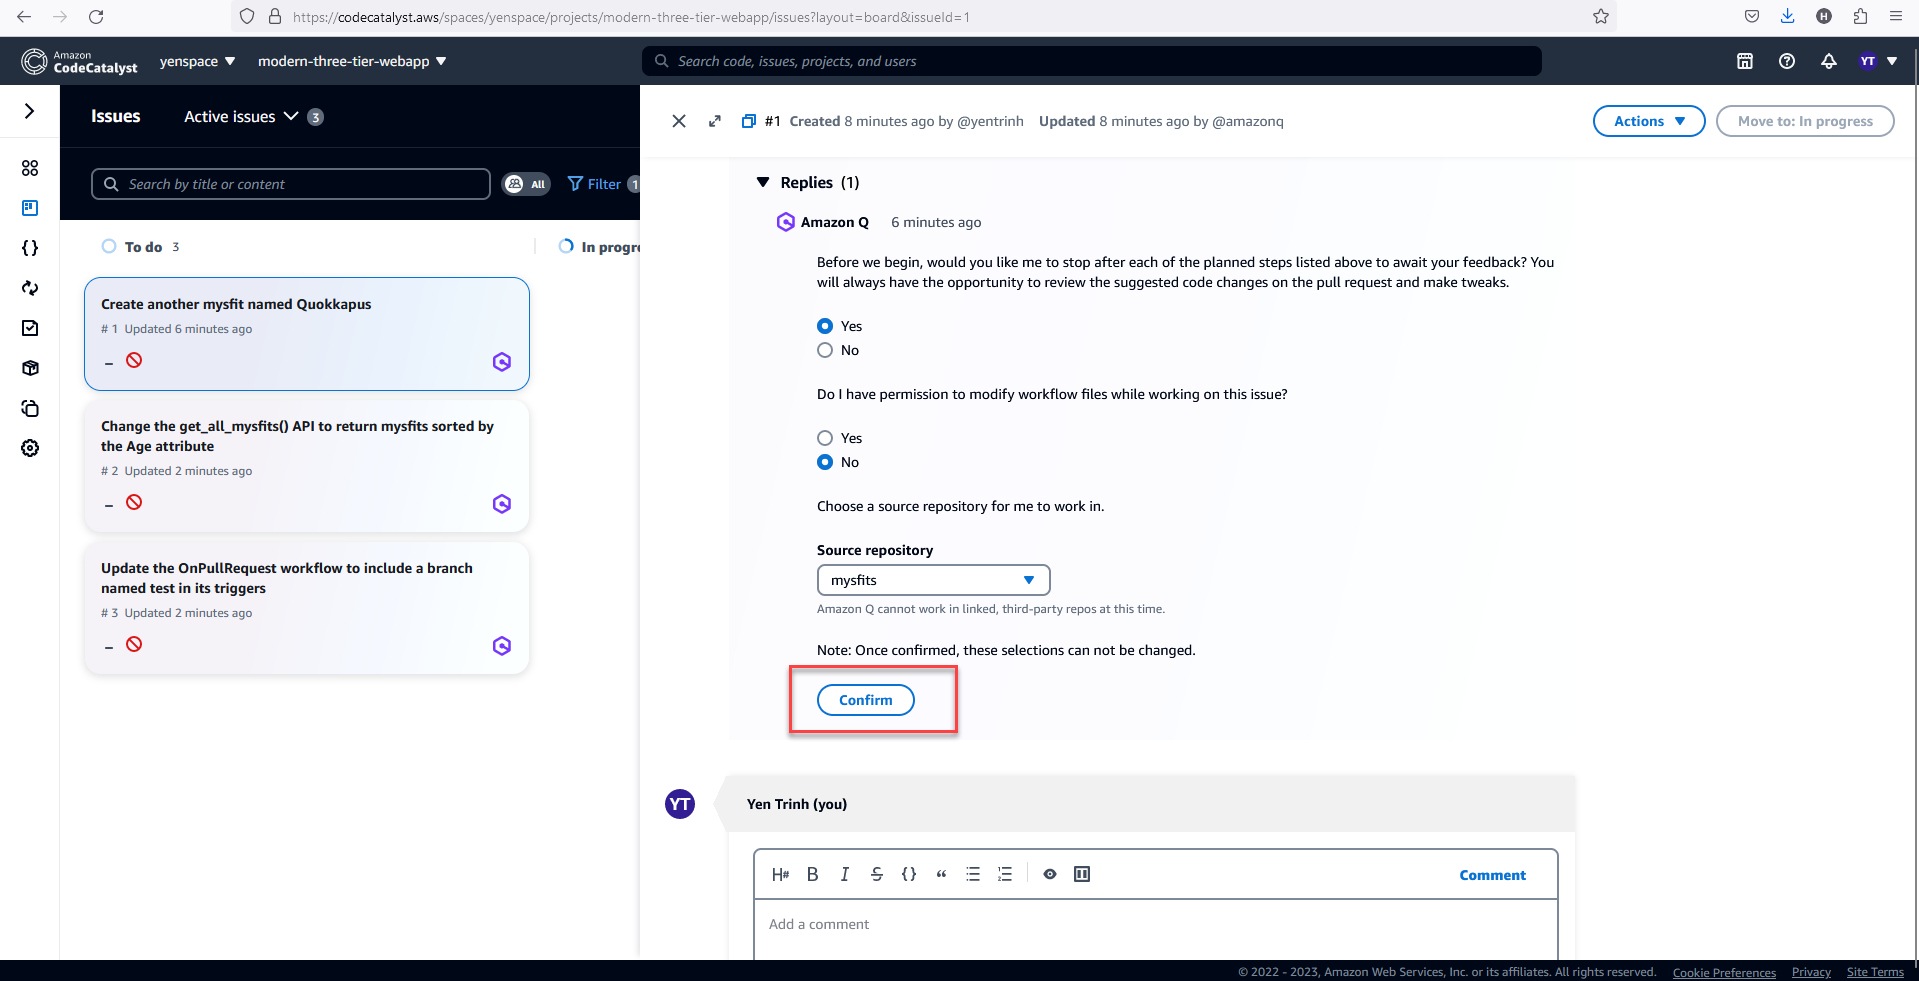 https://codecatalyst.aws/spaces/yenspace/projects/modern-three-tier-webapp/issues?layout=board&issueId=1
H
Amazon
CodeCatalyst
yenspace
modern-three-tier-webapp
Search code, issues, projects, and users
YT
Issues
Active issues
3
Search by title or content
All
Filter
1
To do 3
In progre
Create another mysfit named Quokkapus
# 1 Updated 6 minutes ago
–
Change the get_all_mysfits() API to return mysfits sorted by
the Age attribute
# 2 Updated 2 minutes ago
–
Update the OnPullRequest workflow to include a branch
named test in its triggers
# 3 Updated 2 minutes ago
–
#1 Created 8 minutes ago by @yentrinh Updated 8 minutes ago by @amazonq
Actions
Move to: In progress
Replies (1)
Amazon Q 6 minutes ago
Before we begin, would you like me to stop after each of the planned steps listed above to await your feedback? You
will always have the opportunity to review the suggested code changes on the pull request and make tweaks.
Yes
No
Do I have permission to modify workflow files while working on this issue?
Yes
No
Choose a source repository for me to work in.
Source repository
mysfits
Amazon Q cannot work in linked, third-party repos at this time.
Note: Once confirmed, these selections can not be changed.
Confirm
YT
Yen Trinh (you)
H# B I S {} “
Comment
Add a comment
© 2022 - 2023, Amazon Web Services, Inc. or its affiliates. All rights reserved. Cookie Preferences Privacy Site Terms